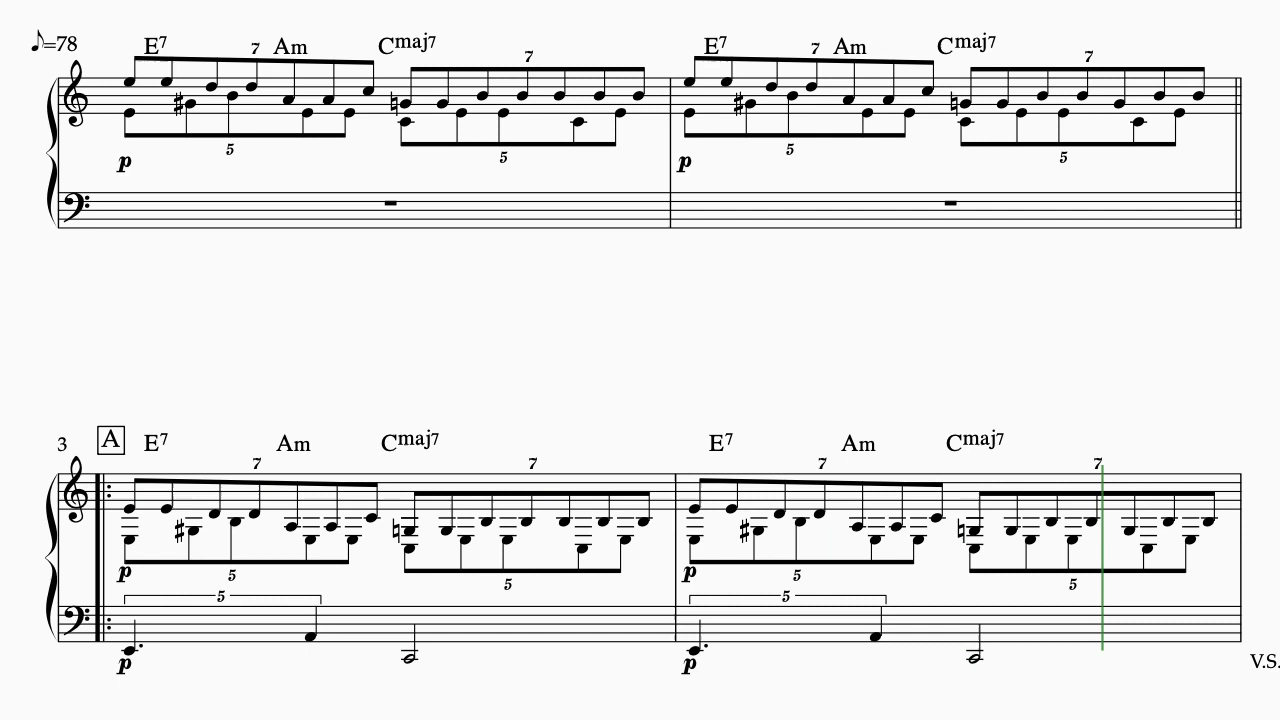 ♪=78 E7 7 Am Cmaj7 7 E7 7 Am Cmaj7 7
5 5 5 5
p p
3 A E7 Am Cmaj7 E7 Am Cmaj7
7 7 7 7
p 5 5 p 5 5
5 5
p p V.S.